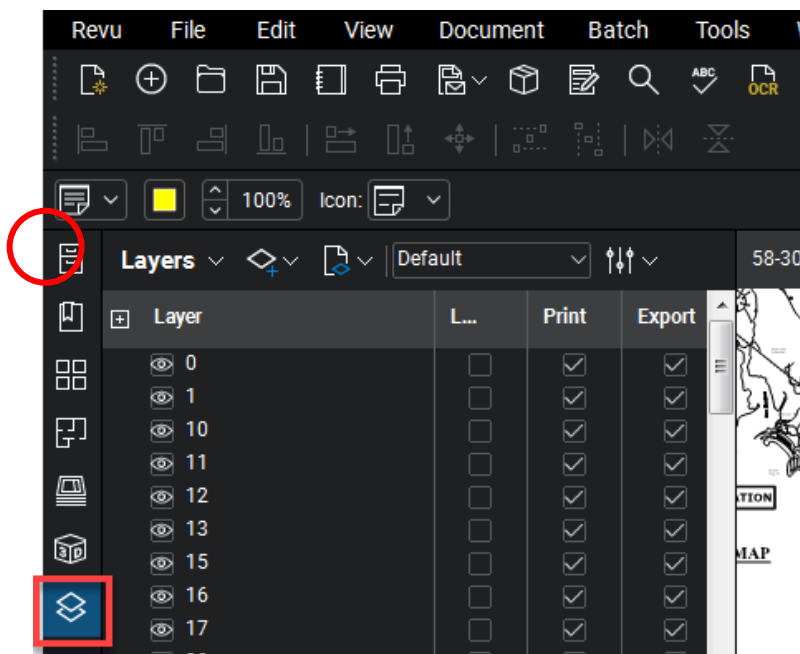 Revu File Edit View Document Batch Tools
ABC
OCR
100% Icon:
Layers Default 58-30
Layer L... Print Export
0
1
10
11
12
13
15
16
17
3D
ATION
MAP